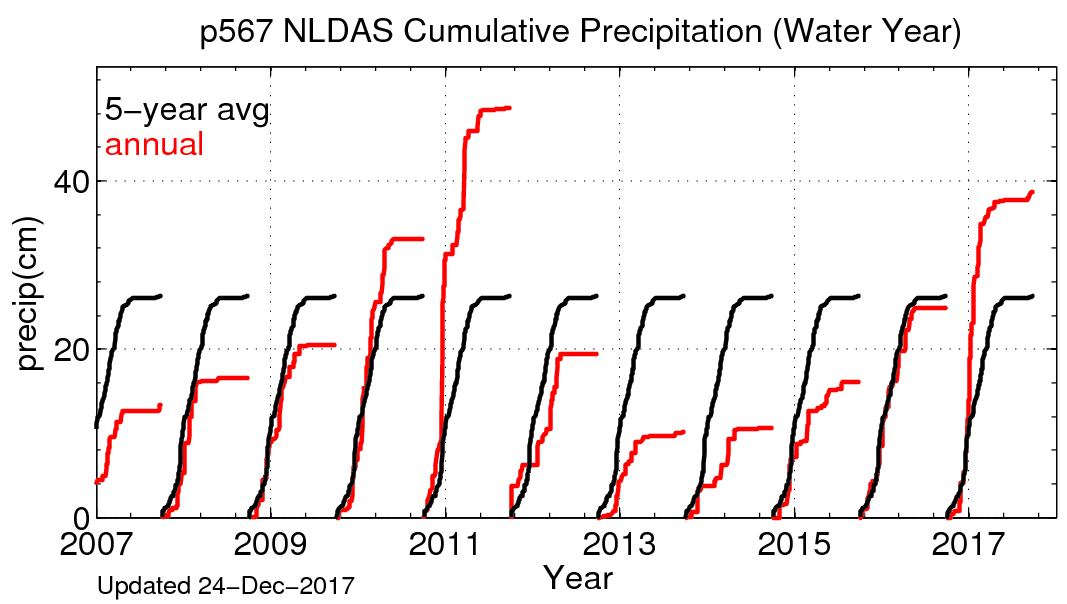 p567 NLDAS Cumulative Precipitation (Water Year)
5−year avg
annual
precip(cm)
40
20
0
2007 2009 2011 2013 2015 2017
Year
Updated 24−Dec−2017